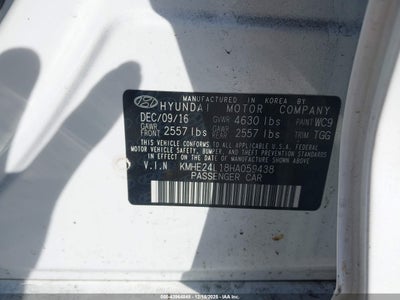 MANUFACTURED IN KOREA BY
HYUNDAI MOTOR COMPANY
DEC/09/16 GVWR 4630 lbs PAINT WC9
GAWR FRONT 2557 lbs GAWR REAR 2557 lbs TRIM TGG
THIS VEHICLE CONFORMS TO ALL APPLICABLE U.S.A. FEDERAL
MOTOR VEHICLE SAFETY, BUMPER, AND THEFT PREVENTION STANDARDS
IN EFFECT ON THE DATE OF MANUFACTURE SHOWN ABOVE.
V.I.N KMHE24L18HA059438
PASSENGER CAR